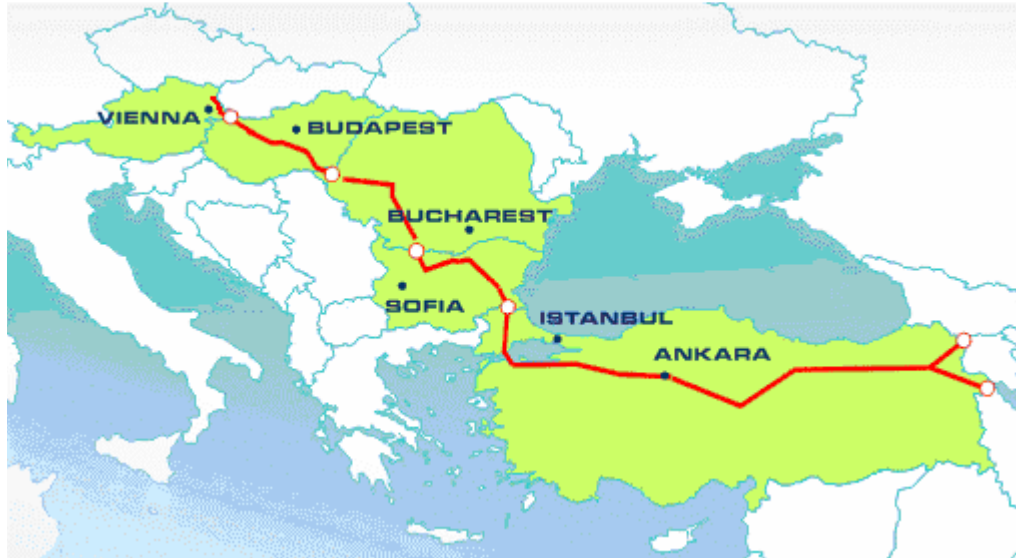 VIENNA
BUDAPEST
BUCHAREST
SOFIA
ISTANBUL
ANKARA